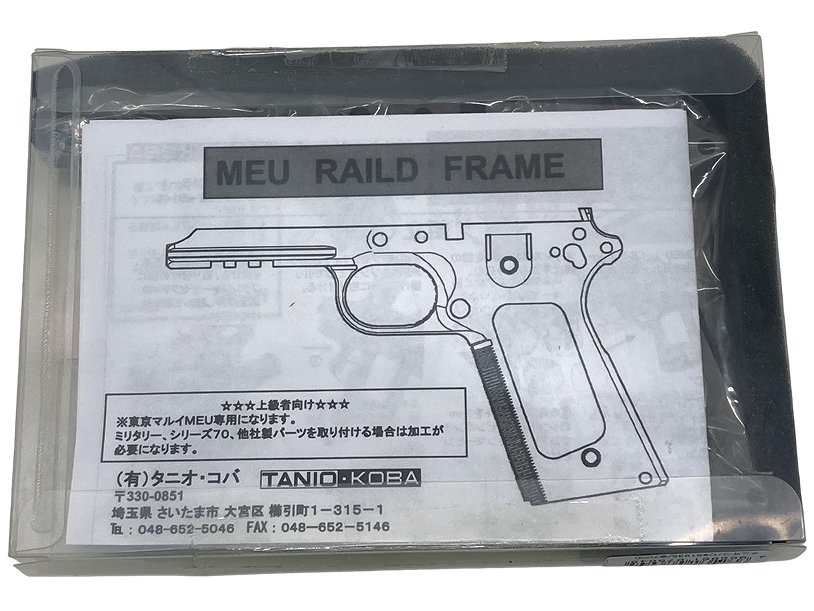 MEU RAILD FRAME
☆☆☆上級者向け☆☆☆
※東京マルイMEU専用になります。
ミリタリー、シリーズ70、他社製パーツを取り付ける場合は加工が
必要になります。
（有）タニオ・コバ TANIO・KOBA
〒330-0851
埼玉県 さいたま市 大宮区 櫛引町1－315－1
TEL：048-652-5046 FAX：048-652-5146